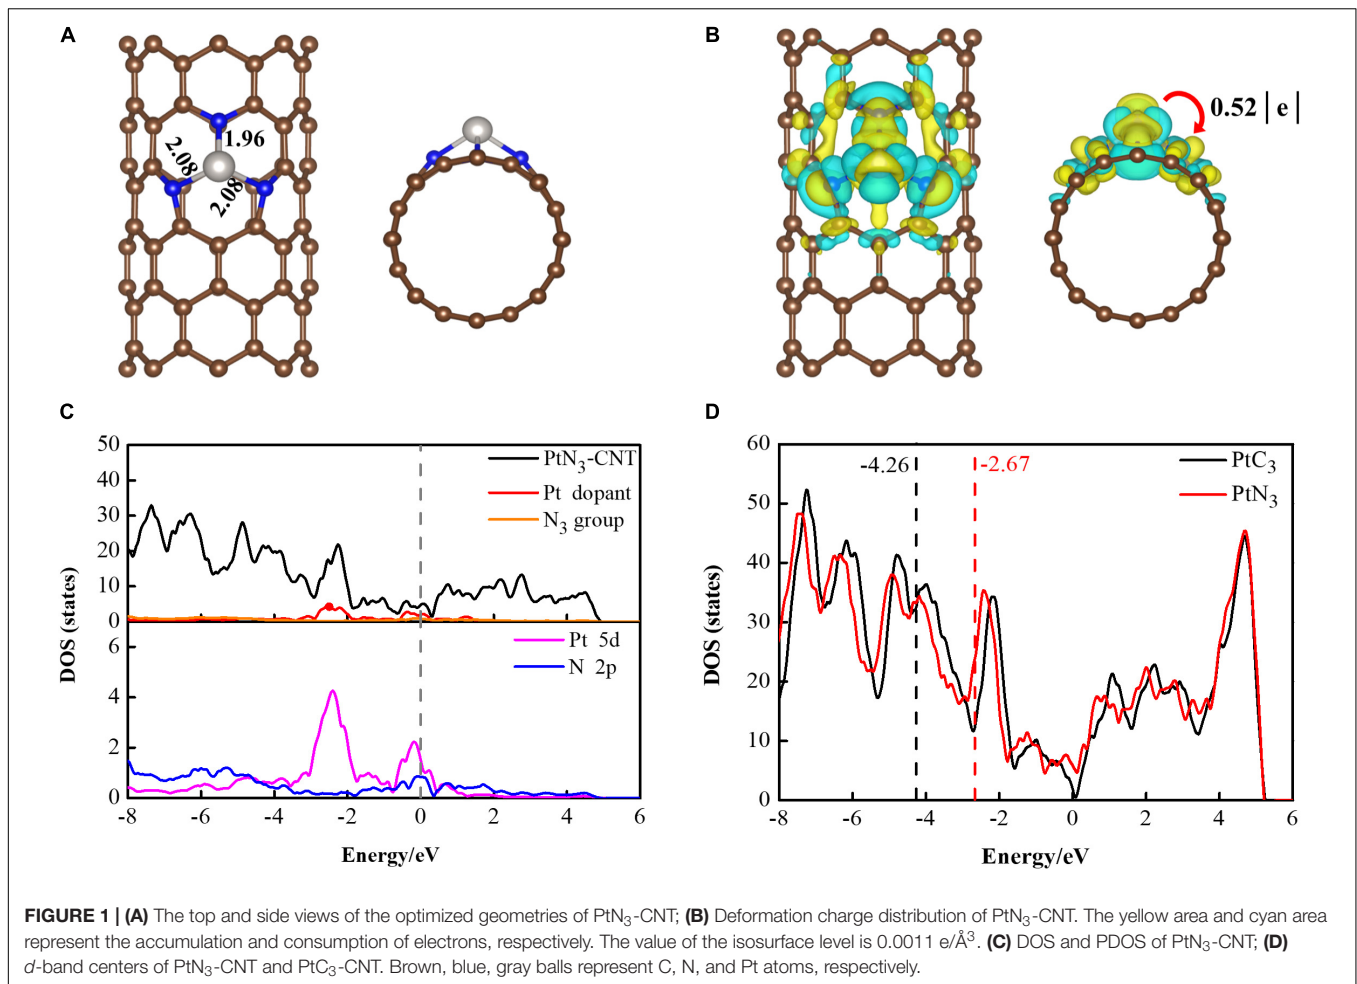 A
1.96
2.08
2.08
B
0.52 | e |
C
50
40
30
20
10
0
PtN₃-CNT
Pt dopant
N₃ group
6
4
2
0
Pt 5d
N 2p
DOS (states)
-8 -6 -4 -2 0 2 4 6
Energy/eV
D
60
50
40
30
20
10
0
-4.26
-2.67
PtC₃
PtN₃
DOS (states)
-8 -6 -4 -2 0 2 4 6
Energy/eV
FIGURE 1 | (A) The top and side views of the optimized geometries of PtN₃-CNT; (B) Deformation charge distribution of PtN₃-CNT. The yellow area and cyan area
represent the accumulation and consumption of electrons, respectively. The value of the isosurface level is 0.0011 e/Å³. (C) DOS and PDOS of PtN₃-CNT; (D)
d-band centers of PtN₃-CNT and PtC₃-CNT. Brown, blue, gray balls represent C, N, and Pt atoms, respectively.